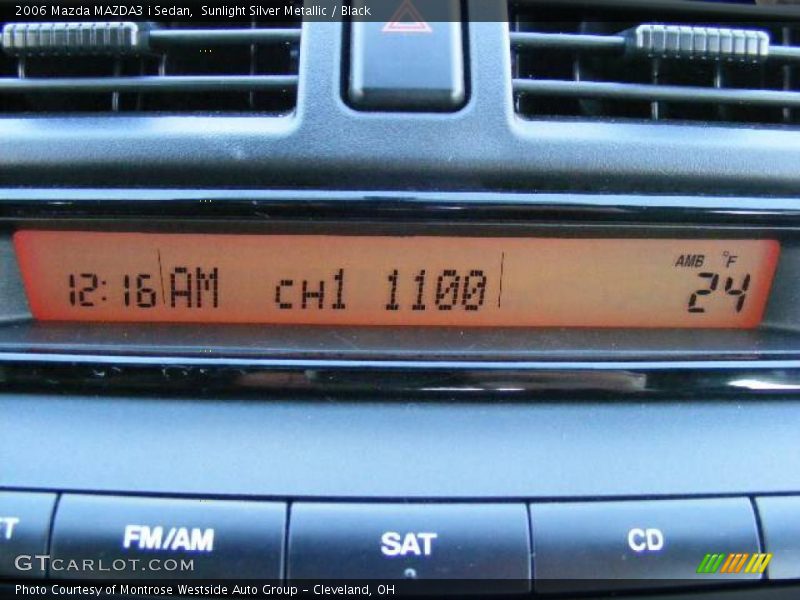 2006 Mazda MAZDA3 i Sedan,  Sunlight Silver Metallic / Black
AMB °F
12:16 AM CH1 1100 24
FM/AM SAT CD
GTCARLOT.COM
Photo Courtesy of Montrose Westside Auto Group - Cleveland, OH